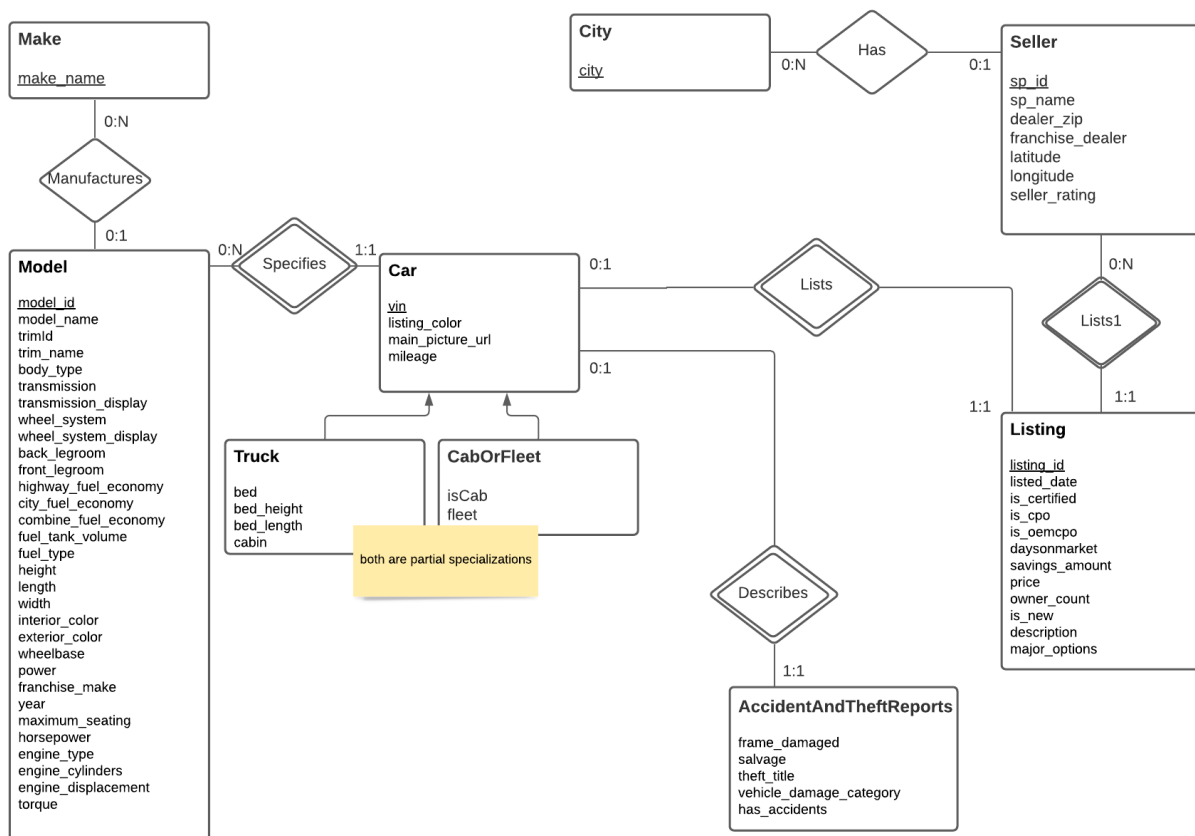 Make
make_name
0:N
Manufactures
0:1
City
city
0:N
Has
0:1
Seller
sp_id
sp_name
dealer_zip
franchise_dealer
latitude
longitude
seller_rating
0:N
Lists1
1:1
Model
model_id
model_name
trimId
trim_name
body_type
transmission
transmission_display
wheel_system
wheel_system_display
back_legroom
front_legroom
highway_fuel_economy
city_fuel_economy
combine_fuel_economy
fuel_tank_volume
fuel_type
height
length
width
interior_color
exterior_color
wheelbase
power
franchise_make
year
maximum_seating
horsepower
engine_type
engine_cylinders
engine_displacement
torque
0:N
Specifies
1:1
Car
vin
listing_color
main_picture_url
mileage
0:1
Lists
1:1
0:1
Describes
1:1
Truck
bed
bed_height
bed_length
cabin
CabOrFleet
isCab
fleet
both are partial specializations
Listing
listing_id
listed_date
is_certified
is_cpo
is_oemcpo
daysonmarket
savings_amount
price
owner_count
is_new
description
major_options
AccidentAndTheftReports
frame_damaged
salvage
theft_title
vehicle_damage_category
has_accidents